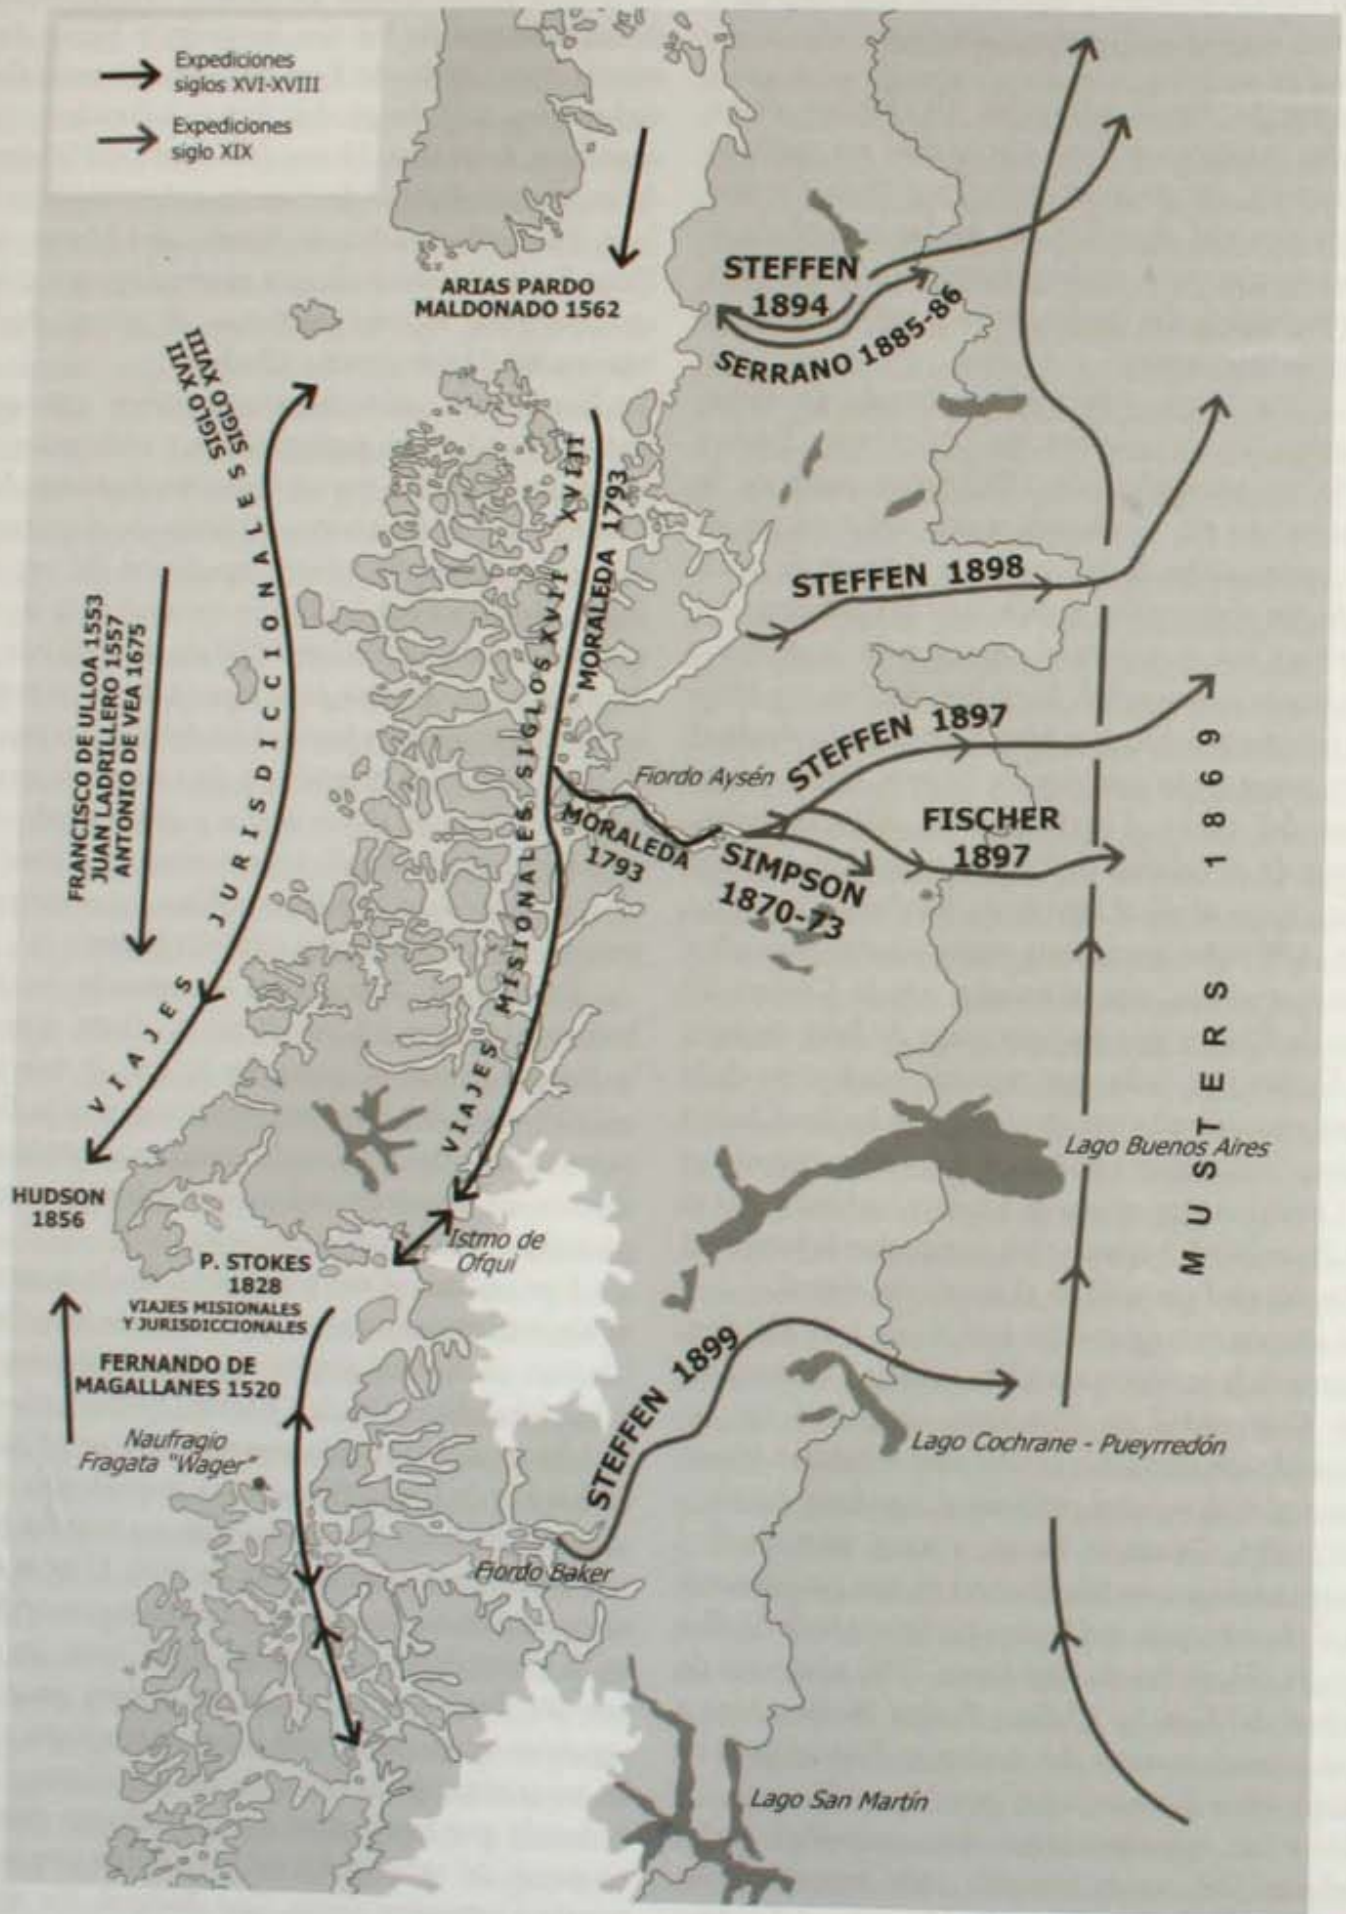 Expediciones
siglos XVI-XVIII
Expediciones
siglo XIX
ARIAS PARDO
MALDONADO 1562
STEFFEN
1894
SERRANO 1885-86
SIGLO XVII
SIGLO XVIII
VIAJES JURISDICCIONALES
FRANCISCO DE ULLOA 1553
JUAN LADRILLERO 1557
ANTONIO DE VEA 1675
VIAJES MISIONALES SIGLOS XVII XVIII
MORALEDA 1793
STEFFEN 1898
Fiordo Aysén
STEFFEN 1897
MORALEDA
1793
SIMPSON
1870-73
FISCHER
1897
MUSTERS 1869
Lago Buenos Aires
HUDSON
1856
Istmo de
Ofqui
P. STOKES
1828
VIAJES MISIONALES
Y JURISDICCIONALES
FERNANDO DE
MAGALLANES 1520
Naufragio
Fragata "Wager"
STEFFEN 1899
Lago Cochrane - Pueyrredón
Fiordo Baker
Lago San Martín